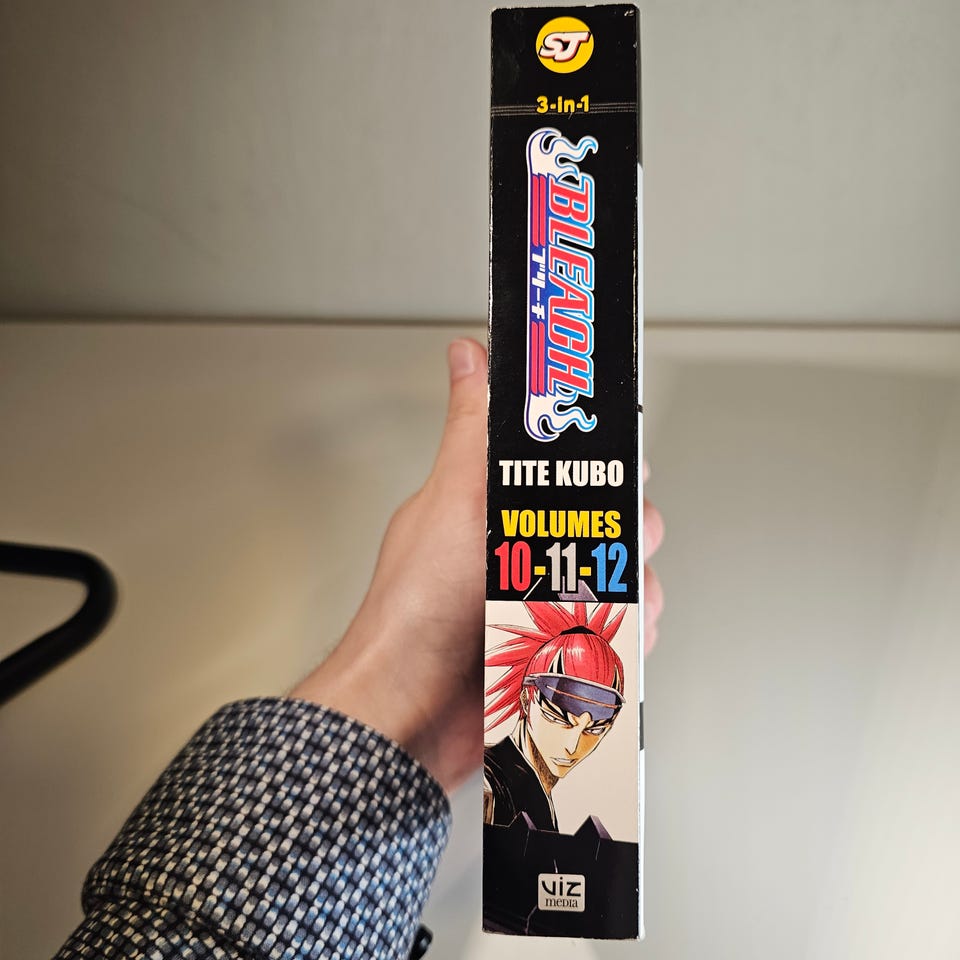 SJ
3-in-1
BLEACH
ブリーチ
TITE KUBO
VOLUMES
10-11-12
VIZ
MEDIA